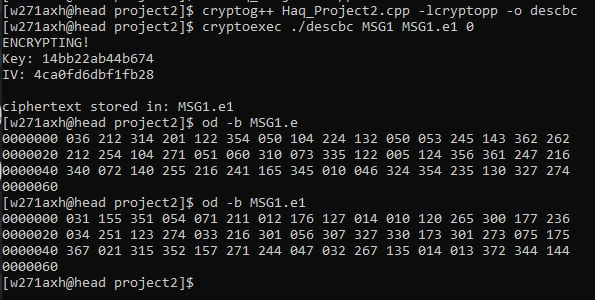 [w271axh@head project2]$ cryptog++ Haq_Project2.cpp -lcryptopp -o descbc
[w271axh@head project2]$ cryptoexec ./descbc MSG1 MSG1.e1 0
ENCRYPTING!
Key: 14bb22ab44b674
IV: 4ca0fd6dbf1fb28

ciphertext stored in: MSG1.e1
[w271axh@head project2]$ od -b MSG1.e
0000000 036 212 314 201 122 354 050 104 224 132 050 053 245 143 362 262
0000020 212 254 104 271 051 060 310 073 335 122 005 124 356 361 247 216
0000040 340 072 140 255 216 241 165 345 010 046 324 354 235 130 327 274
0000060
[w271axh@head project2]$ od -b MSG1.e1
0000000 031 155 351 054 071 211 012 176 127 014 010 120 265 300 177 236
0000020 034 251 123 274 033 216 301 056 307 327 330 173 301 273 075 175
0000040 367 021 315 352 157 271 244 047 032 267 135 014 013 372 344 144
0000060
[w271axh@head project2]$